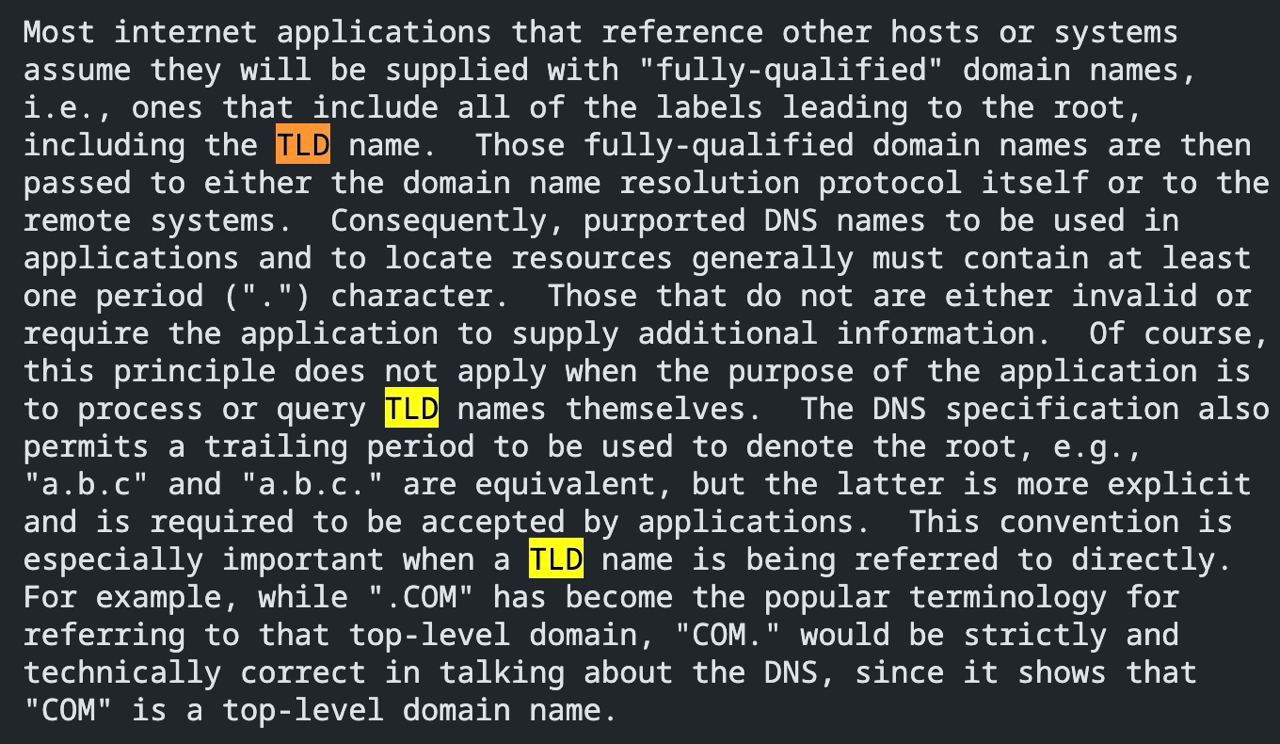 Most internet applications that reference other hosts or systems
assume they will be supplied with "fully-qualified" domain names,
i.e., ones that include all of the labels leading to the root,
including the TLD name.  Those fully-qualified domain names are then
passed to either the domain name resolution protocol itself or to the
remote systems.  Consequently, purported DNS names to be used in
applications and to locate resources generally must contain at least
one period (".") character.  Those that do not are either invalid or
require the application to supply additional information.  Of course,
this principle does not apply when the purpose of the application is
to process or query TLD names themselves.  The DNS specification also
permits a trailing period to be used to denote the root, e.g.,
"a.b.c" and "a.b.c." are equivalent, but the latter is more explicit
and is required to be accepted by applications.  This convention is
especially important when a TLD name is being referred to directly.
For example, while ".COM" has become the popular terminology for
referring to that top-level domain, "COM." would be strictly and
technically correct in talking about the DNS, since it shows that
"COM" is a top-level domain name.